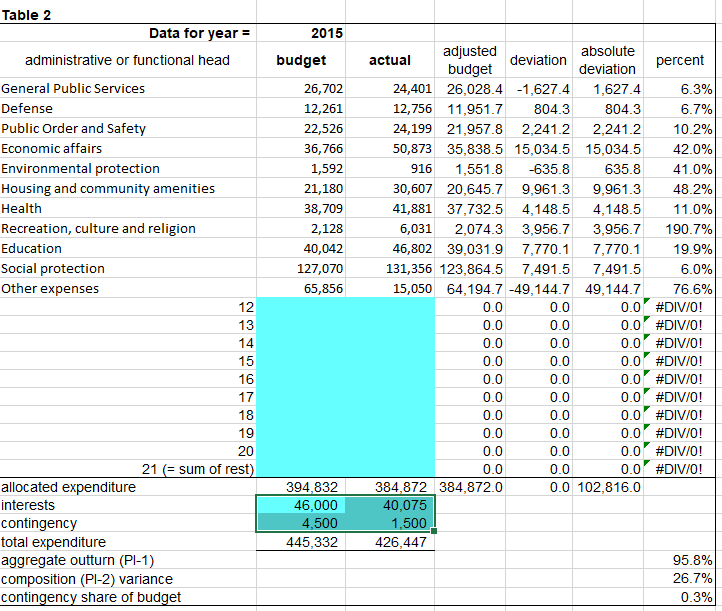 Table 2
Data for year = 2015
administrative or functional head budget actual adjusted budget deviation absolute deviation percent
General Public Services 26,702 24,401 26,028.4 -1,627.4 1,627.4 6.3%
Defense 12,261 12,756 11,951.7 804.3 804.3 6.7%
Public Order and Safety 22,526 24,199 21,957.8 2,241.2 2,241.2 10.2%
Economic affairs 36,766 50,873 35,838.5 15,034.5 15,034.5 42.0%
Environmental protection 1,592 916 1,551.8 -635.8 635.8 41.0%
Housing and community amenities 21,180 30,607 20,645.7 9,961.3 9,961.3 48.2%
Health 38,709 41,881 37,732.5 4,148.5 4,148.5 11.0%
Recreation, culture and religion 2,128 6,031 2,074.3 3,956.7 3,956.7 190.7%
Education 40,042 46,802 39,031.9 7,770.1 7,770.1 19.9%
Social protection 127,070 131,356 123,864.5 7,491.5 7,491.5 6.0%
Other expenses 65,856 15,050 64,194.7 -49,144.7 49,144.7 76.6%
12 0.0 0.0 0.0 #DIV/0!
13 0.0 0.0 0.0 #DIV/0!
14 0.0 0.0 0.0 #DIV/0!
15 0.0 0.0 0.0 #DIV/0!
16 0.0 0.0 0.0 #DIV/0!
17 0.0 0.0 0.0 #DIV/0!
18 0.0 0.0 0.0 #DIV/0!
19 0.0 0.0 0.0 #DIV/0!
20 0.0 0.0 0.0 #DIV/0!
21 (= sum of rest) 0.0 0.0 0.0 #DIV/0!
allocated expenditure 394,832 384,872 384,872.0 0.0 102,816.0
interests 46,000 40,075
contingency 4,500 1,500
total expenditure 445,332 426,447
aggregate outturn (PI-1) 95.8%
composition (PI-2) variance 26.7%
contingency share of budget 0.3%